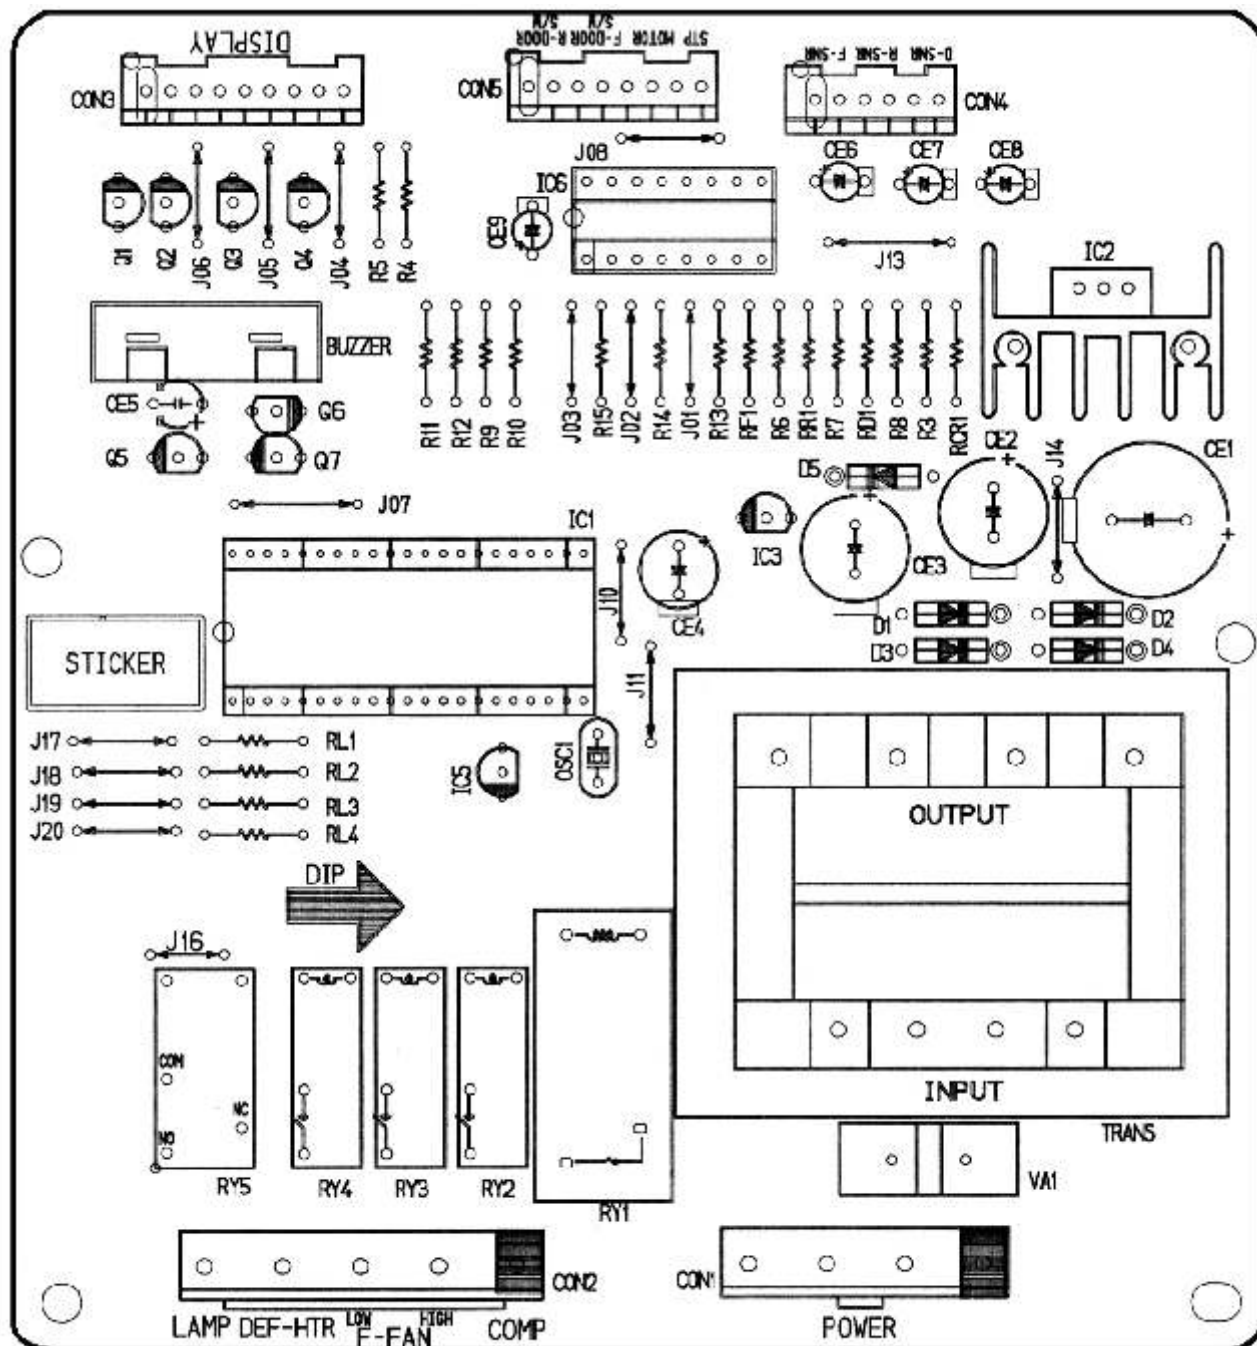 DISPLAY
CON3
R-DOOR S/W F-DOOR S/W MOTOR STP
CON5
F-SNR R-SNR D-SNR
CON4
J08
CE6 CE7 CE8
IC6
CE9
Q1 Q2 J06 Q3 J05 Q4 J04 R5 R4
J13
IC2
BUZZER
CE5
Q6
Q5
Q7
R11 R12 R9 R10 J03 R15 J02 R14 J01 R13 RF1 R6 RR1 R7 RD1 R8 R3 RCR1
D5
CE2
J14
CE1
J07
IC1
IC3
CE3
J10
CE4
D1 D2
D3 D4
STICKER
J11
J17 RL1
J18 RL2
J19 RL3
J20 RL4
IC5
OSC1
OUTPUT
DIP
J16
COM
NC
NO
INPUT
TRANS
RY5 RY4 RY3 RY2
RY1
VA1
CON2
CON1
LAMP DEF-HTR LOW HIGH COMP
F-FAN
POWER